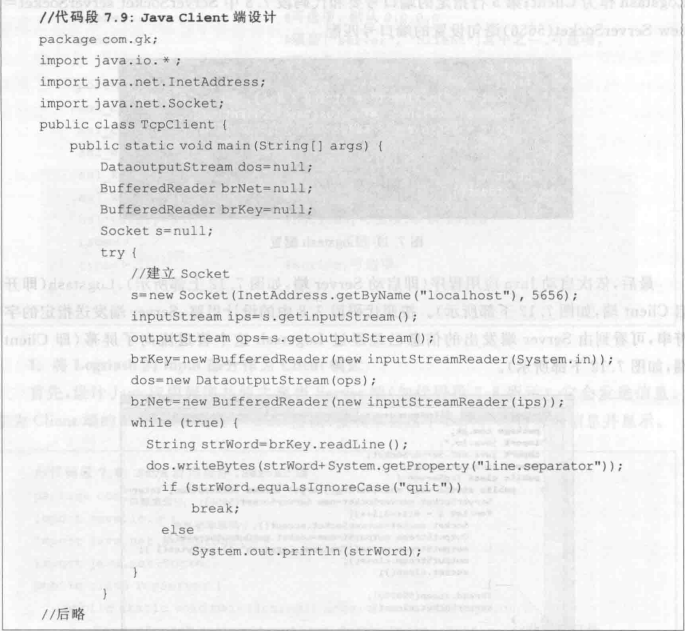 //代码段 7.9: Java Client 端设计
package com.gk;
import java.io.*;
import java.net.InetAddress;
import java.net.Socket;
public class TcpClient {
public static void main(String[] args) {
DataoutputStream dos=null;
BufferedReader brNet=null;
BufferedReader brKey=null;
Socket s=null;
try {
//建立 Socket
s=new Socket(InetAddress.getByName("localhost"), 5656);
inputStream ips=s.getinputStream();
outputStream ops=s.getoutputStream();
brKey=new BufferedReader(new inputStreamReader(System.in));
dos=new DataoutputStream(ops);
brNet=new BufferedReader(new inputStreamReader(ips));
while (true) {
String strWord=brKey.readLine();
dos.writeBytes(strWord+System.getProperty("line.separator"));
if (strWord.equalsIgnoreCase("quit"))
break;
else
System.out.println(strWord);
}
}
//后略